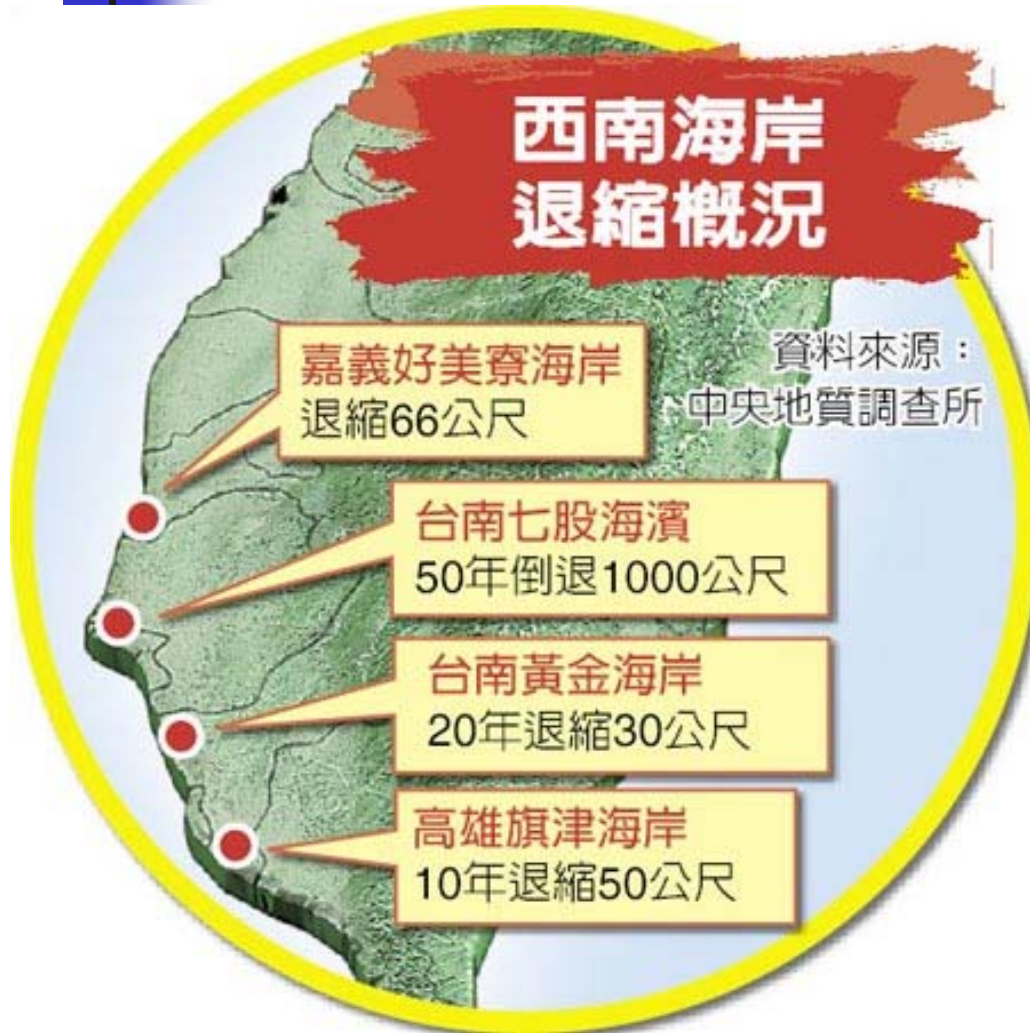 西南海岸
退縮概況
資料來源：
中央地質調查所
嘉義好美寮海岸
退縮66公尺
台南七股海濱
50年倒退1000公尺
台南黃金海岸
20年退縮30公尺
高雄旗津海岸
10年退縮50公尺